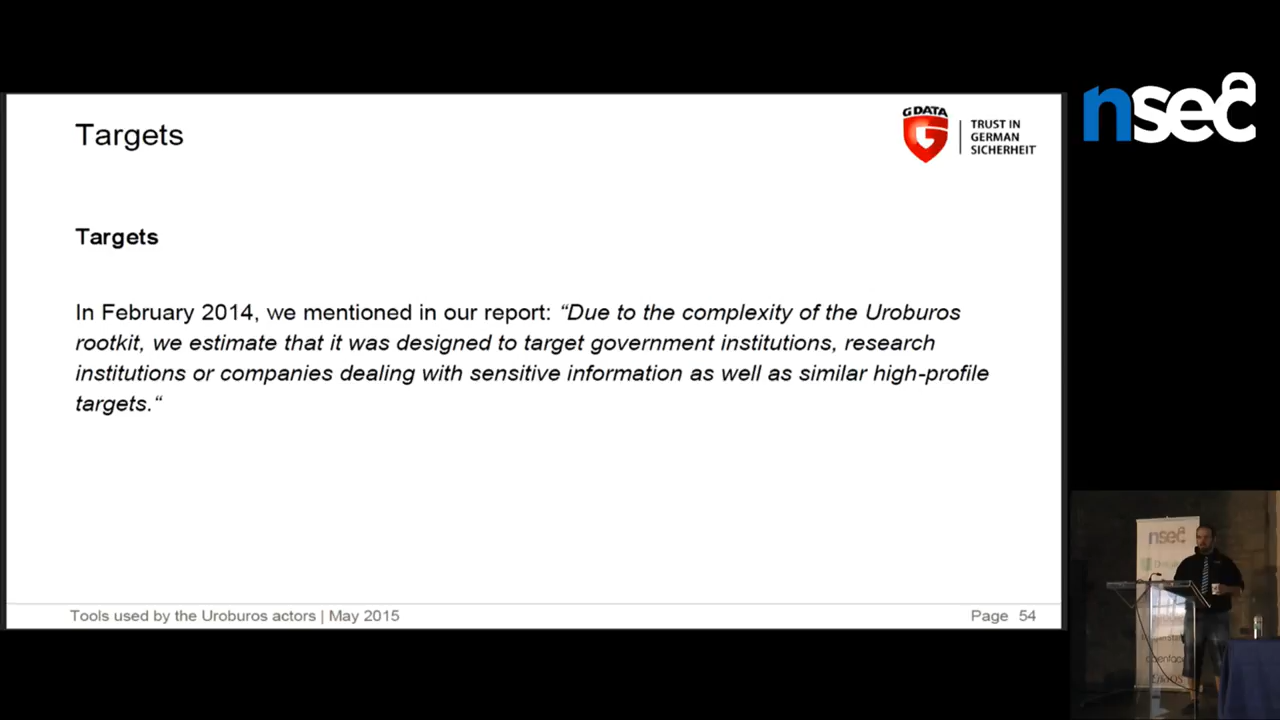 Targets
G DATA
TRUST IN
GERMAN
SICHERHEIT
nsec
Targets
In February 2014, we mentioned in our report: “Due to the complexity of the Uroburos
rootkit, we estimate that it was designed to target government institutions, research
institutions or companies dealing with sensitive information as well as similar high-profile
targets.“
nsec
Tools used by the Uroburos actors | May 2015
Page 54